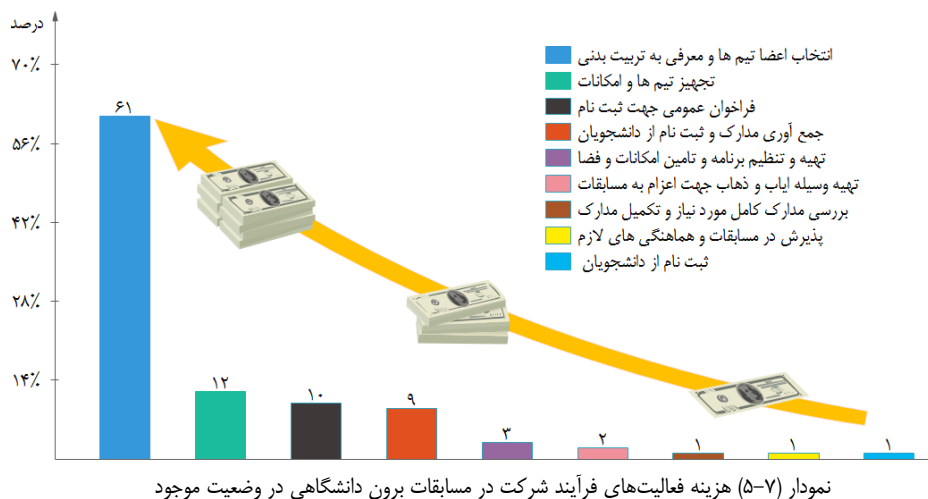 درصد
۷۰٪
۵۶٪
۴۲٪
۲۸٪
۱۴٪
۶۱
۱۲
۱۰
۹
۳
۲
۱
۱
۱
انتخاب اعضا تیم ها و معرفی به تربیت بدنی
تجهیز تیم ها و امکانات
فراخوان عمومی جهت ثبت نام
جمع آوری مدارک و ثبت نام از دانشجویان
تهیه و تنظیم برنامه و تامین امکانات و فضا
تهیه وسیله ایاب و ذهاب جهت اعزام به مسابقات
بررسی مدارک کامل مورد نیاز و تکمیل مدارک
پذیرش در مسابقات و هماهنگی های لازم
ثبت نام از دانشجویان
نمودار (۷-۵) هزینه فعالیت‌های فرآیند شرکت در مسابقات برون دانشگاهی در وضعیت موجود